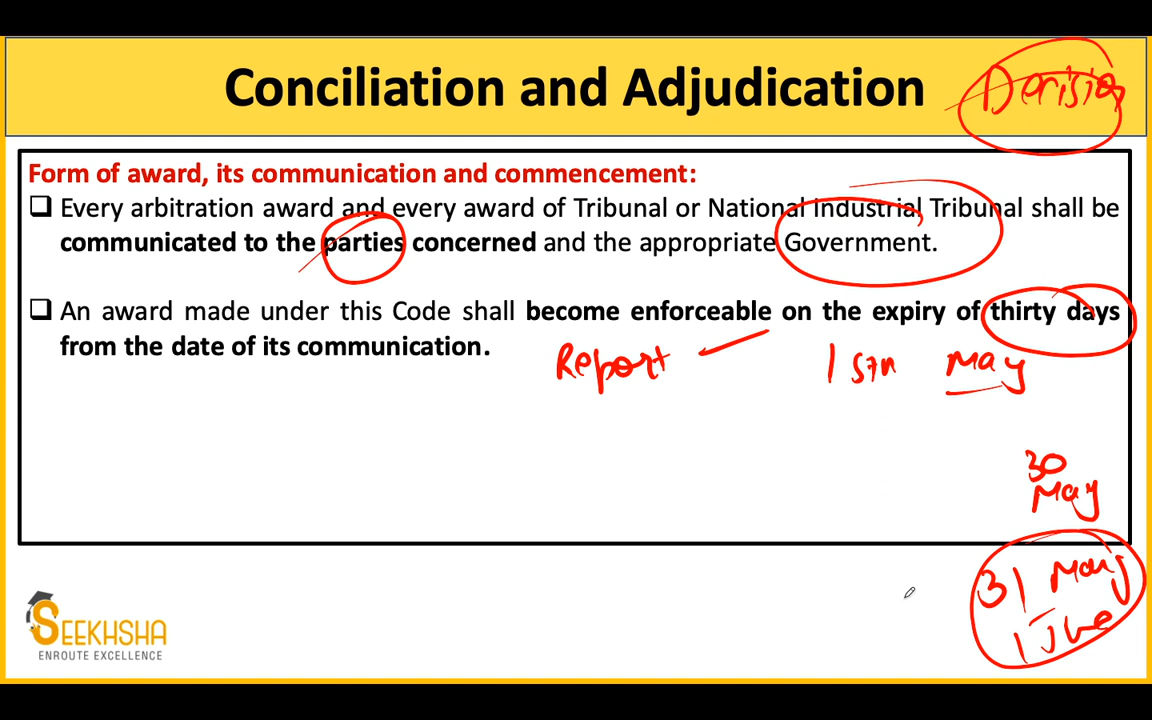 Conciliation and Adjudication
Decision
Form of award, its communication and commencement:
Every arbitration award and every award of Tribunal or National Industrial Tribunal shall be
communicated to the parties concerned and the appropriate Government.
An award made under this Code shall become enforceable on the expiry of thirty days
from the date of its communication.
Report 1 May
30
May
31 May
1 June
SEEKHSHA
ENROUTE EXCELLENCE